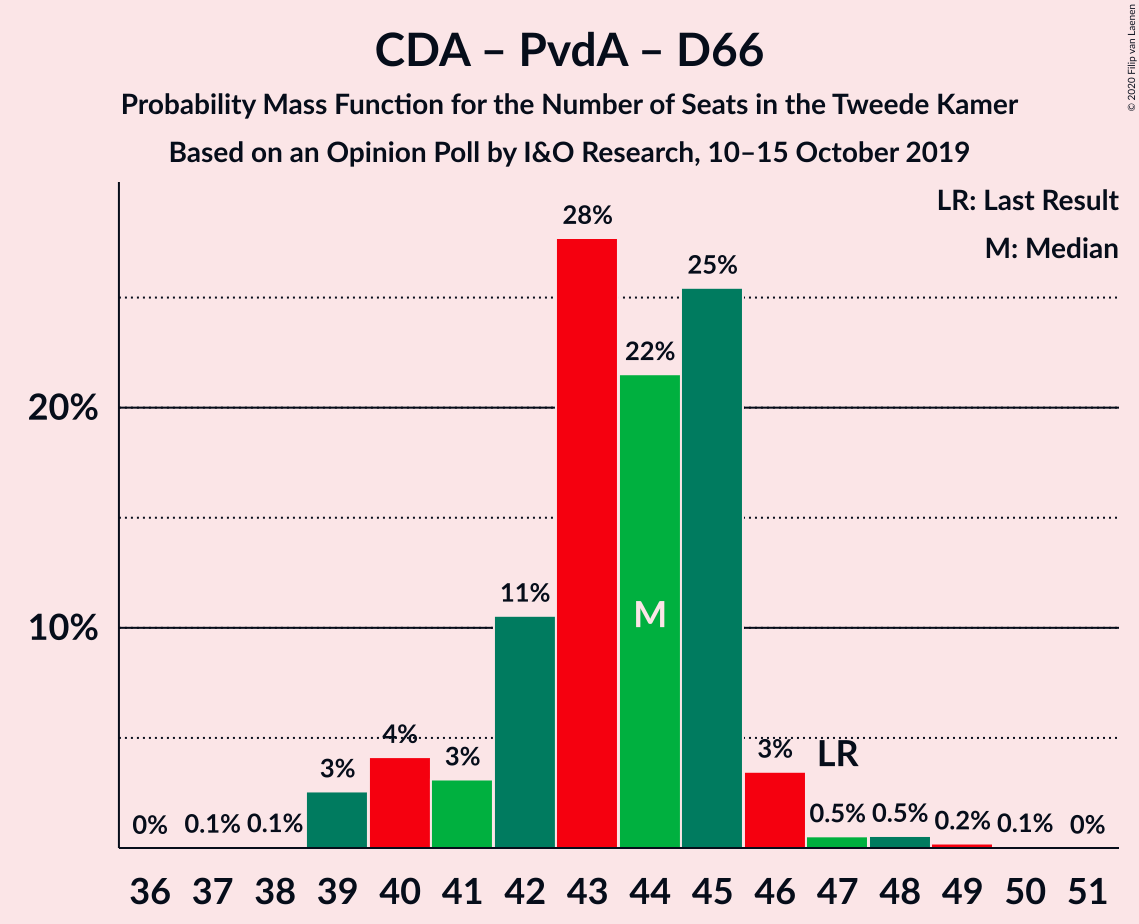 CDA – PvdA – D66
Probability Mass Function for the Number of Seats in the Tweede Kamer
Based on an Opinion Poll by I&O Research, 10–15 October 2019
© 2020 Filip van Laenen
LR: Last Result
M: Median
28%
25%
22%
20%
11%
M
10%
4%
3%
3%
3%
LR
0%
0.1%
0.1%
0.5%
0.5%
0.2%
0.1%
0%
36 37 38 39 40 41 42 43 44 45 46 47 48 49 50 51